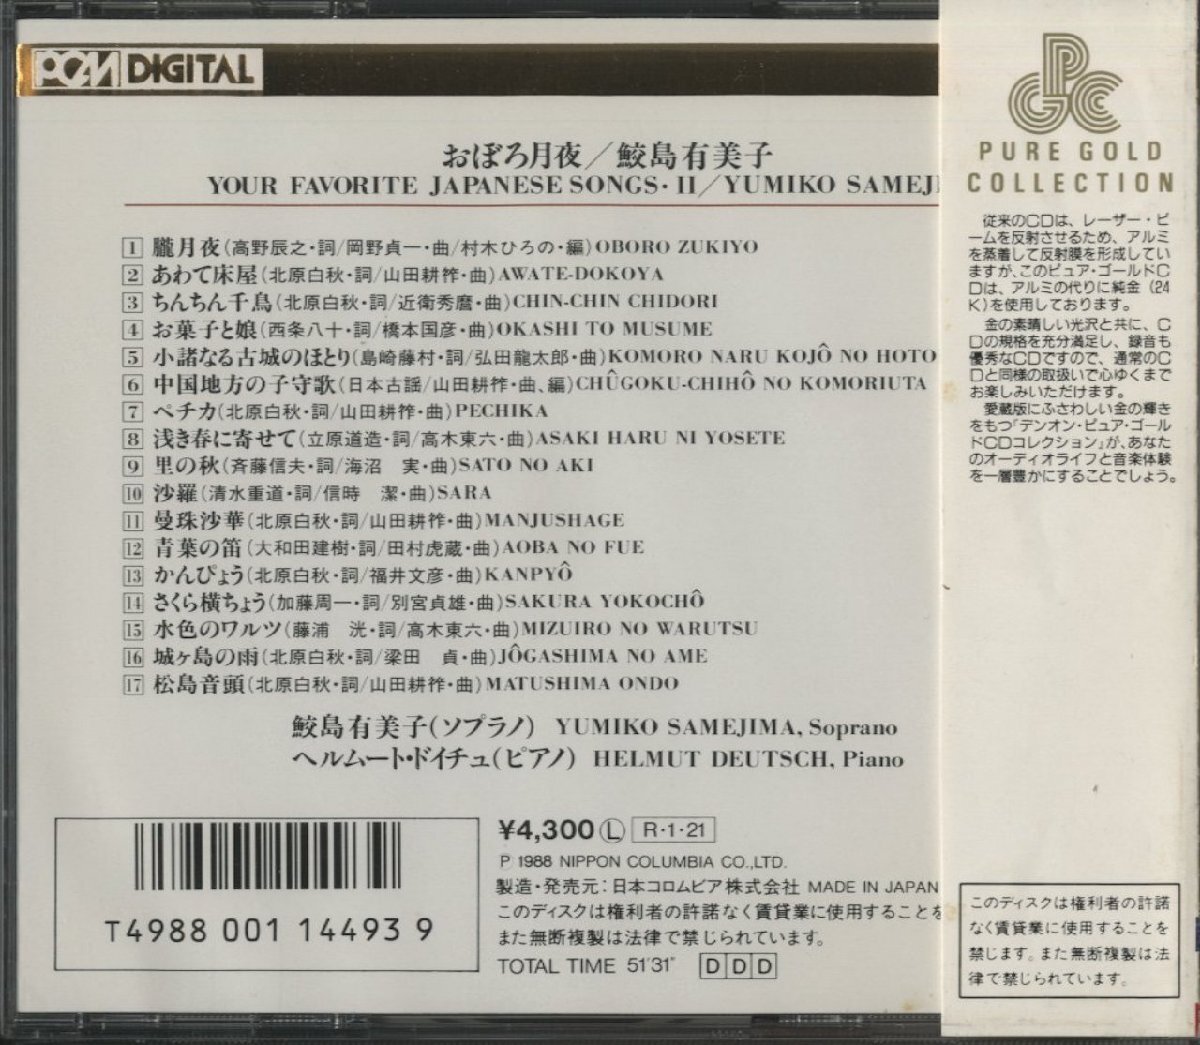 PCM DIGITAL
おぼろ月夜／鮫島有美子
YOUR FAVORITE JAPANESE SONGS・II／YUMIKO SAMEJI
1 朧月夜(高野辰之・詞/岡野貞一・曲/村木ひろの・編)OBORO ZUKIYO
2 あわて床屋(北原白秋・詞/山田耕筰・曲)AWATE-DOKOYA
3 ちんちん千鳥(北原白秋・詞/近衛秀麿・曲)CHIN-CHIN CHIDORI
4 お菓子と娘(西条八十・詞/橋本国彦・曲)OKASHI TO MUSUME
5 小諸なる古城のほとり(島崎藤村・詞/弘田龍太郎・曲)KOMORO NARU KOJÔ NO HOTO
6 中国地方の子守歌(日本古謡/山田耕筰・曲、編)CHÛGOKU-CHIHÔ NO KOMORIUTA
7 ペチカ(北原白秋・詞/山田耕筰・曲)PECHIKA
8 浅き春に寄せて(立原道造・詞/高木東六・曲)ASAKI HARU NI YOSETE
9 里の秋(斉藤信夫・詞/海沼　実・曲)SATO NO AKI
10 沙羅(清水重道・詞/信時　潔・曲)SARA
11 曼珠沙華(北原白秋・詞/山田耕筰・曲)MANJUSHAGE
12 青葉の笛(大和田建樹・詞/田村虎蔵・曲)AOBA NO FUE
13 かんぴょう(北原白秋・詞/福井文彦・曲)KANPYÔ
14 さくら横ちょう(加藤周一・詞/別宮貞雄・曲)SAKURA YOKOCHÔ
15 水色のワルツ(藤浦　洸・詞/高木東六・曲)MIZUIRO NO WARUTSU
16 城ヶ島の雨(北原白秋・詞/梁田　貞・曲)JÔGASHIMA NO AME
17 松島音頭(北原白秋・詞/山田耕筰・曲)MATUSHIMA ONDO
鮫島有美子(ソプラノ) YUMIKO SAMEJIMA, Soprano
ヘルムート・ドイチュ(ピアノ) HELMUT DEUTSCH, Piano
T4988 001 14493 9
¥4,300 Ⓛ R・1・21
P 1988 NIPPON COLUMBIA CO.,LTD.
製造・発売元：日本コロムビア株式会社 MADE IN JAPAN
このディスクは権利者の許諾なく賃貸業に使用することを
また無断複製は法律で禁じられています。
TOTAL TIME 51'31" DDD
PGC
PURE GOLD
COLLECTION
従来のCDは、レーザー・ビ
ームを反射させるため、アルミ
を蒸着して反射膜を形成してい
ますが、このピュア・ゴールドC
Dは、アルミの代りに純金（24
K)を使用しております。
金の素晴しい光沢と共に、C
Dの規格を充分満足し、録音も
優秀なCDですので、通常のC
Dと同様の取扱いで心ゆくまで
お楽しみいただけます。
愛蔵版にふさわしい金の輝き
をもつ「デンオン・ピュア・ゴー
ルドCDコレクション」が、あなた
のオーディオライフと音楽体験
を一層豊かにすることでしょう。
このディスクは権利者の許諾
なく賃貸業に使用することを
禁じます。また無断複製は法
律で禁じられています。